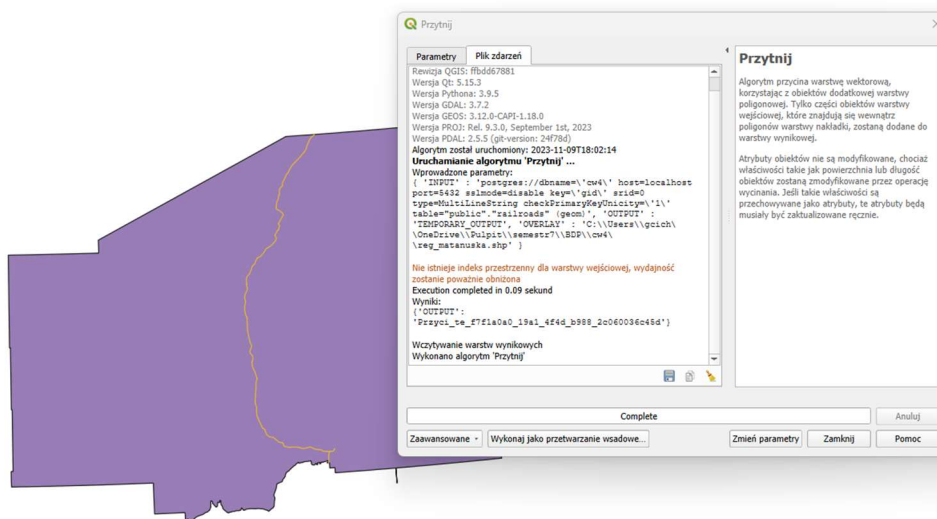 Przytnij
Parametry
Plik zdarzeń
Rewizja QGIS: ffbdd67881
Wersja Qt: 5.15.3
Wersja Pythona: 3.9.5
Wersja GDAL: 3.7.2
Wersja GEOS: 3.12.0-CAPI-1.18.0
Wersja PROJ: Rel. 9.3.0, September 1st, 2023
Wersja PDAL: 2.5.5 (git-version: 24f78d)
Algorytm został uruchomiony: 2023-11-09T18:02:14
Uruchamianie algorytmu 'Przytnij' ...
Wprowadzone parametry:
{ 'INPUT' : 'postgres://dbname=\'cw4\' host=localhost
port=5432 sslmode=disable key=\'gid\' srid=0
type=MultiLineString checkPrimaryKeyUnicity=\'1\'
table="public"."railroads" (geom)', 'OUTPUT' :
'TEMPORARY_OUTPUT', 'OVERLAY' : 'C:\\Users\\gcich\
\OneDrive\\Pulpit\\semestr7\\BDP\\cw4\
\reg_matanuska.shp' }
Nie istnieje indeks przestrzenny dla warstwy wejściowej, wydajność
zostanie poważnie obniżona
Execution completed in 0.09 sekund
Wyniki:
{'OUTPUT':
'Przyci_te_f7f1a0a0_19a1_4f4d_b988_2c060036c45d'}
Wczytywanie warstw wynikowych
Wykonano algorytm 'Przytnij'
Przytnij
Algorytm przycina warstwę wektorową,
korzystając z obiektów dodatkowej warstwy
poligonowej. Tylko części obiektów warstwy
wejściowej, które znajdują się wewnątrz
poligonów warstwy nakładki, zostaną dodane do
warstwy wynikowej.
Atrybuty obiektów nie są modyfikowane, chociaż
właściwości takie jak powierzchnia lub długość
obiektów zostaną zmodyfikowane przez operację
wycinania. Jeśli takie właściwości są
przechowywane jako atrybuty, te atrybuty będą
musiały być zaktualizowane ręcznie.
Complete
Anuluj
Zaawansowane
Wykonaj jako przetwarzanie wsadowe...
Zmień parametry
Zamknij
Pomoc